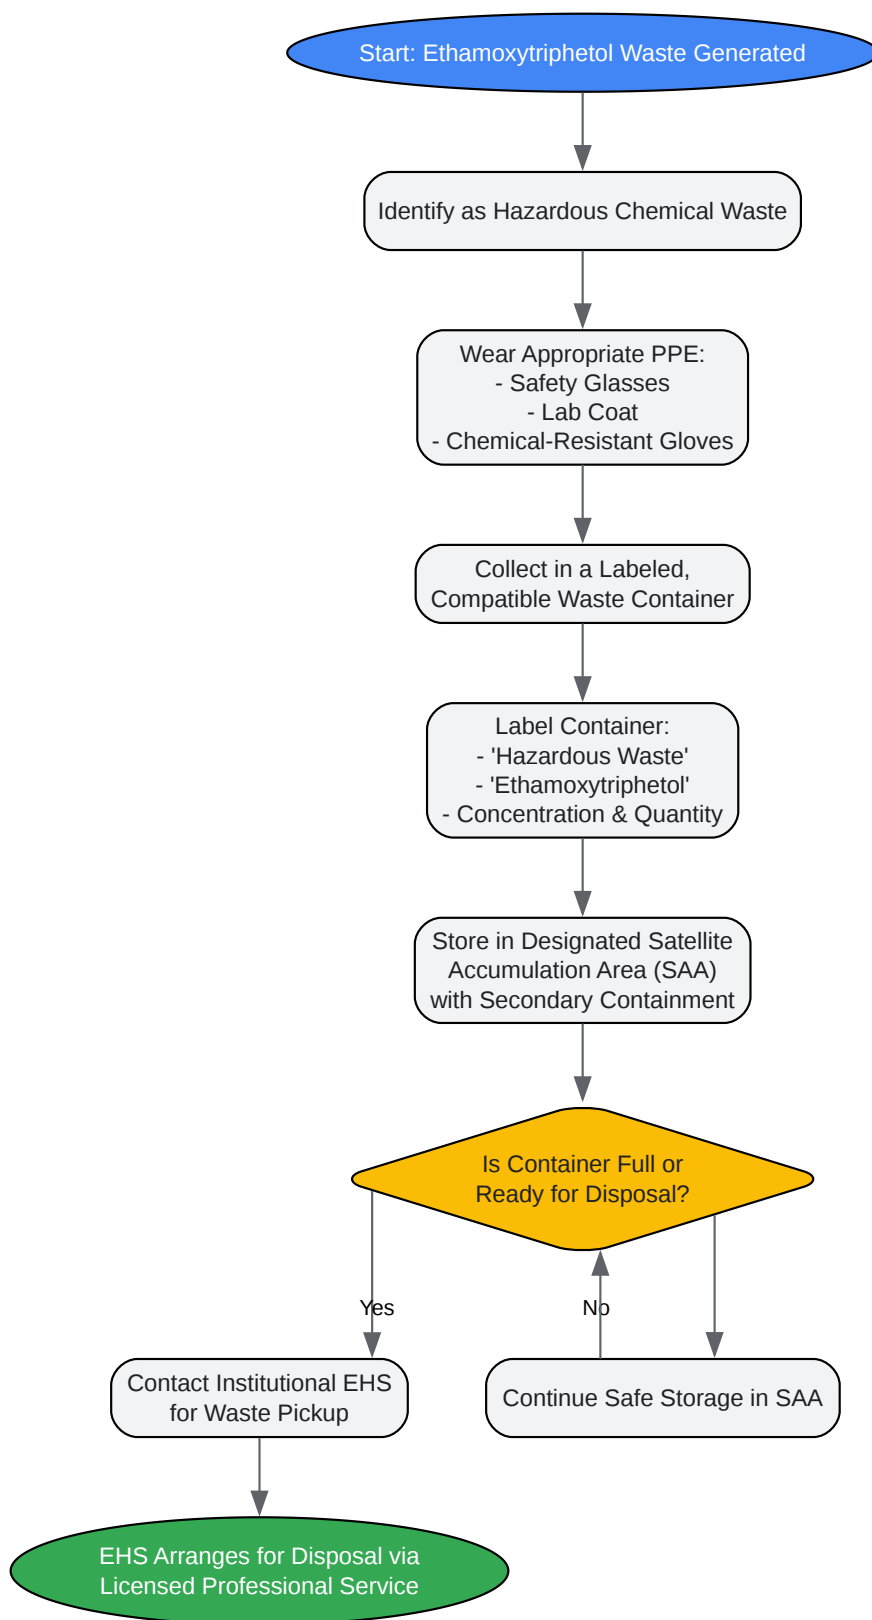 Start: Ethamoxytriphetol Waste Generated
Identify as Hazardous Chemical Waste
Wear Appropriate PPE:
- Safety Glasses
- Lab Coat
- Chemical-Resistant Gloves
Collect in a Labeled,
Compatible Waste Container
Label Container:
- 'Hazardous Waste'
- 'Ethamoxytriphetol'
- Concentration & Quantity
Store in Designated Satellite
Accumulation Area (SAA)
with Secondary Containment
Is Container Full or
Ready for Disposal?
Yes
No
Contact Institutional EHS
for Waste Pickup
Continue Safe Storage in SAA
EHS Arranges for Disposal via
Licensed Professional Service